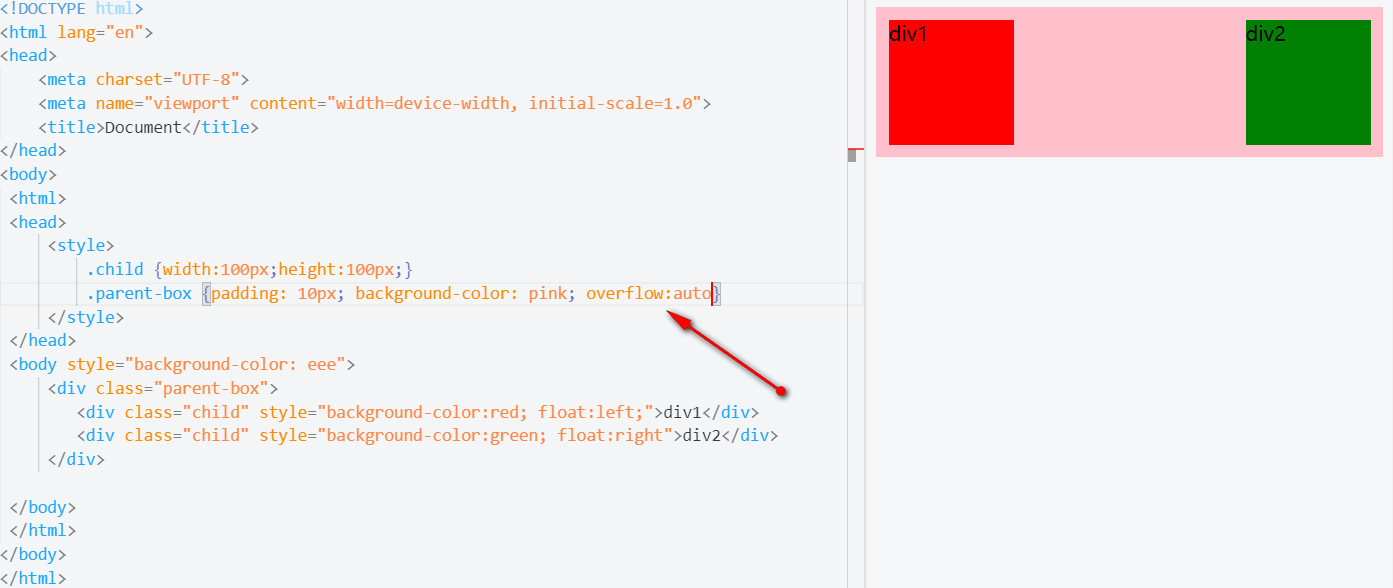 <!DOCTYPE html>
<html lang="en">
<head>
<meta charset="UTF-8">
<meta name="viewport" content="width=device-width, initial-scale=1.0">
<title>Document</title>
</head>
<body>
<html>
<head>
<style>
.child {width:100px;height:100px;}
.parent-box {padding: 10px; background-color: pink; overflow:auto}
</style>
</head>
<body style="background-color: eee">
<div class="parent-box">
<div class="child" style="background-color:red; float:left;">div1</div>
<div class="child" style="background-color:green; float:right">div2</div>
</div>
</body>
</html>
</body>
</html>
div1
div2